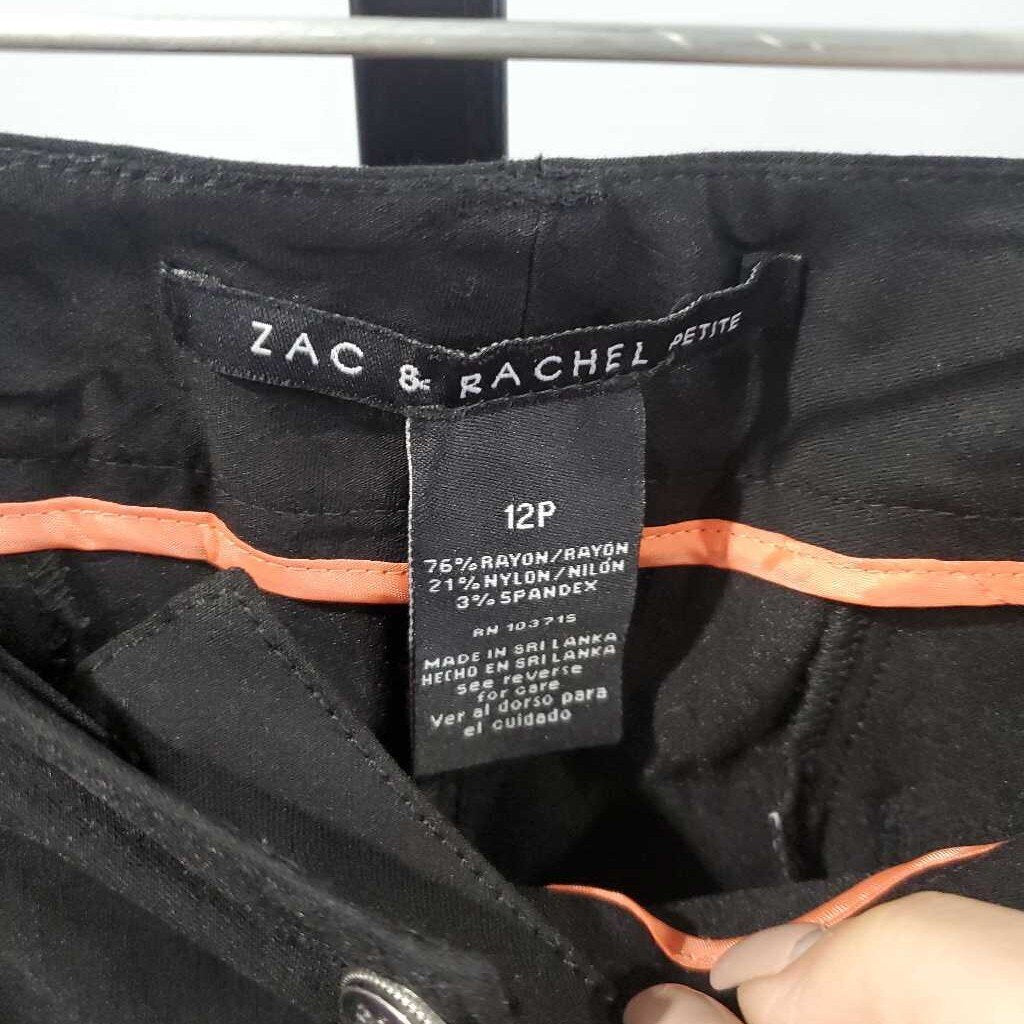 ZAC & RACHEL PETITE
12P
76% RAYON/RAYÓN
21% NYLON/NILÓN
3% SPANDEX
RN 103715
MADE IN SRI LANKA
HECHO EN SRI LANKA
see reverse
for care
Ver al dorso para
el cuidado